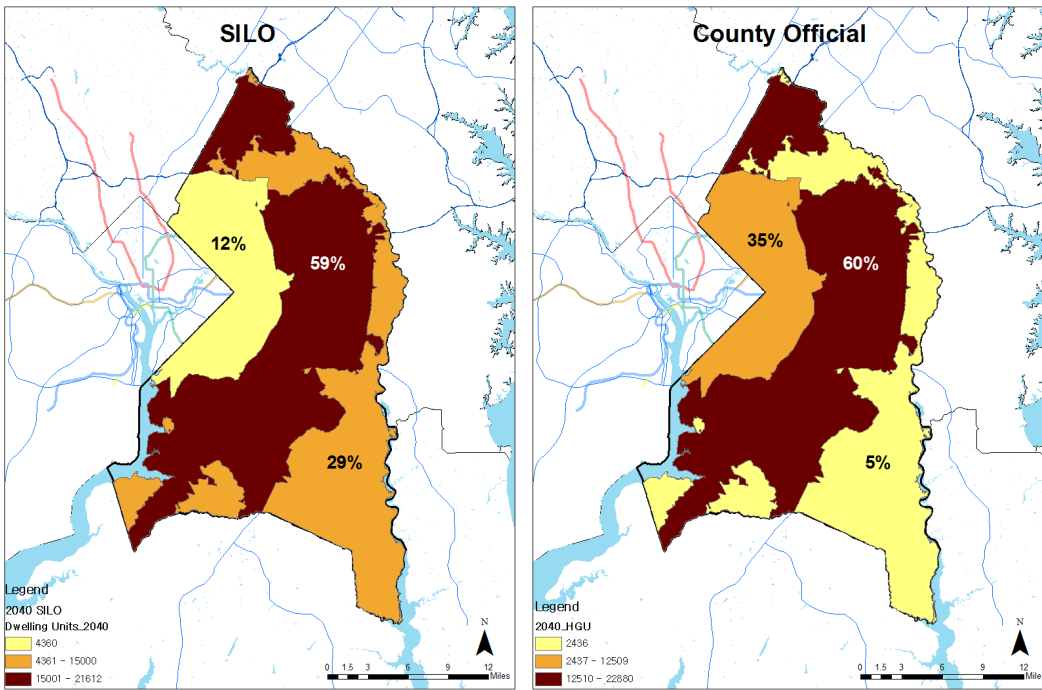 SILO
12%
59%
29%
Legend
2040 SILO
Dwelling Units_2040
4360
4361 - 15000
15001 - 21612
N
0 1.5 3 6 9 12
Miles
County Official
35%
60%
5%
Legend
2040_HGU
2436
2437 - 12509
12510 - 22880
N
0 1.5 3 6 9 12
Miles